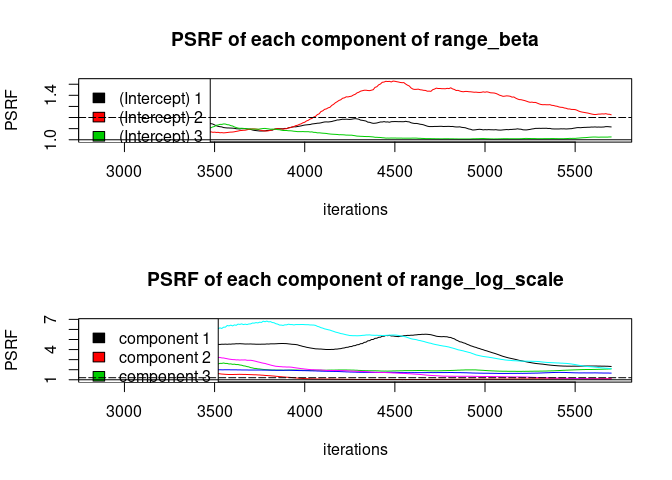 PSRF of each component of range_beta
PSRF
1.0 1.4
(Intercept) 1
(Intercept) 2
(Intercept) 3
3000 3500 4000 4500 5000 5500
iterations
PSRF of each component of range_log_scale
PSRF
1 4 7
component 1
component 2
component 3
3000 3500 4000 4500 5000 5500
iterations